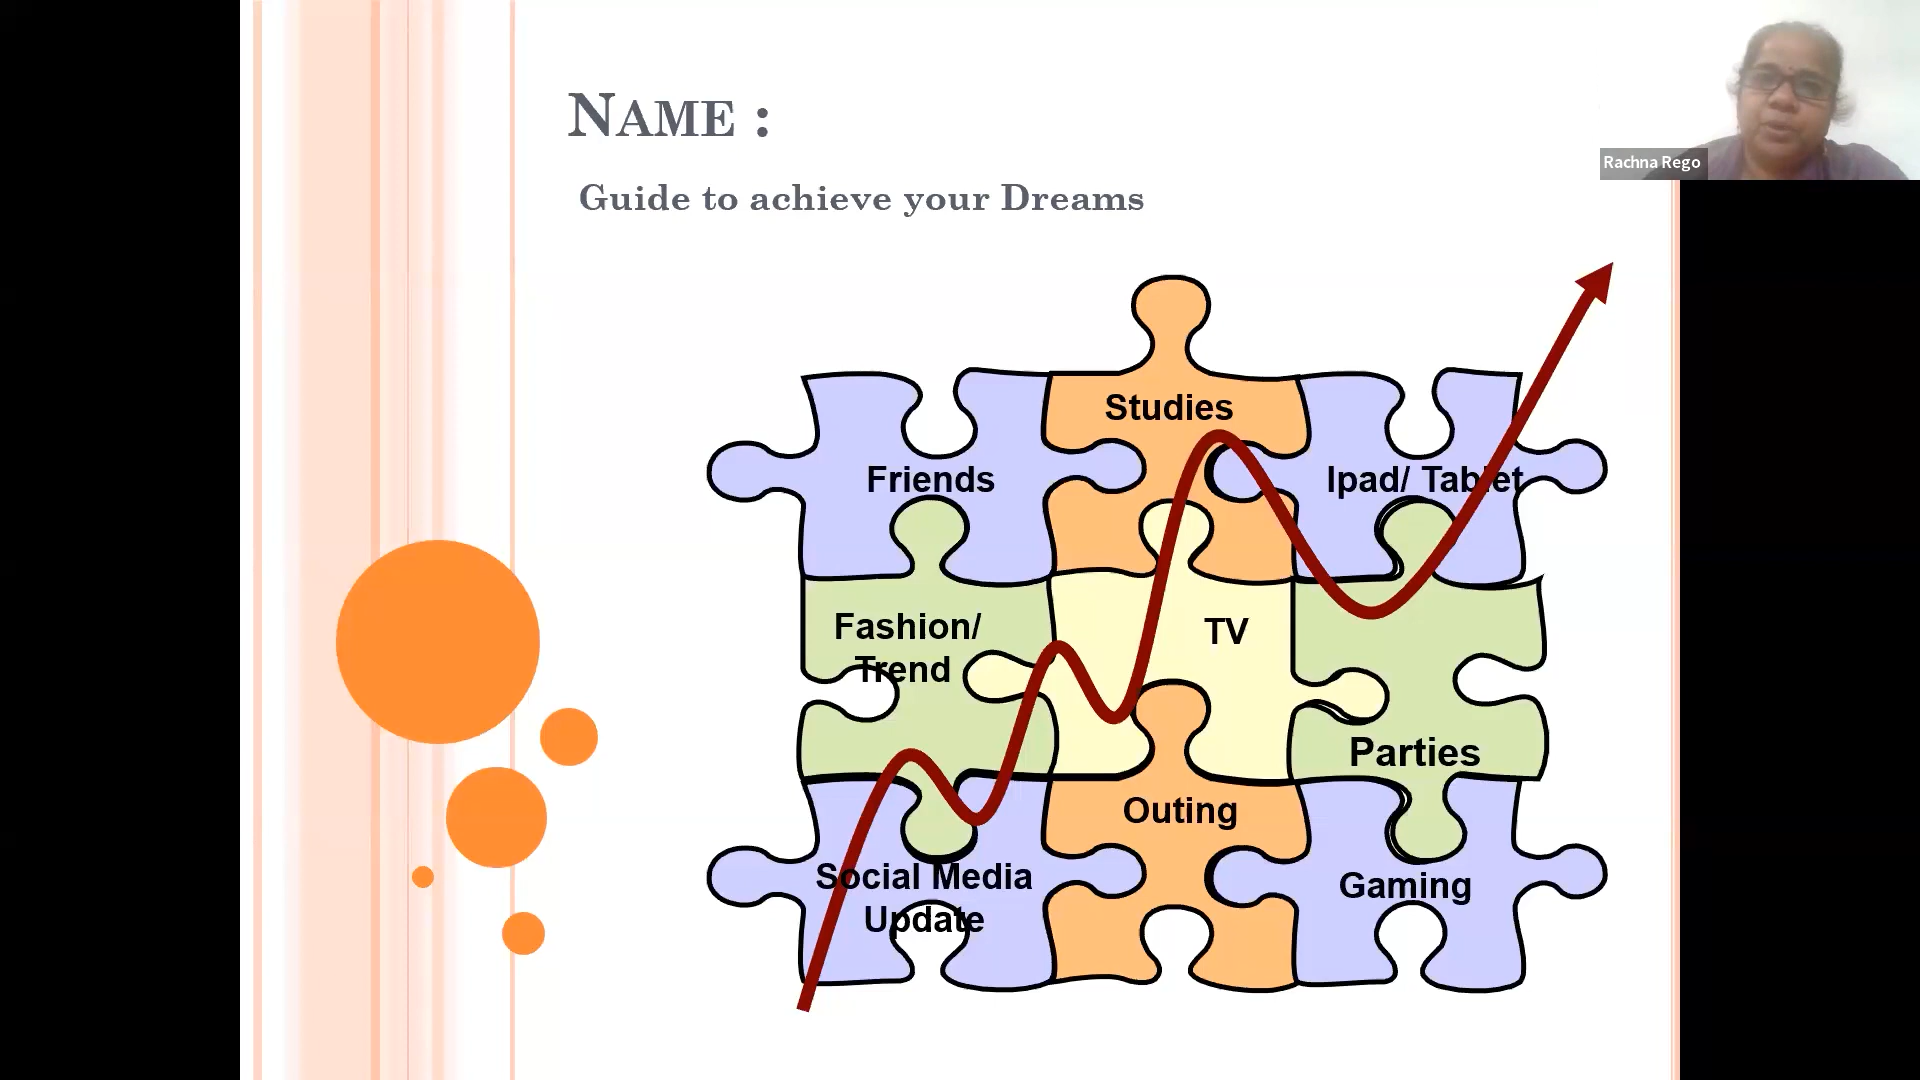 NAME :
Rachna Rego
Guide to achieve your Dreams
Studies
Friends
Ipad/ Tablet
Fashion/
Trend
TV
Parties
Outing
Social Media
Update
Gaming